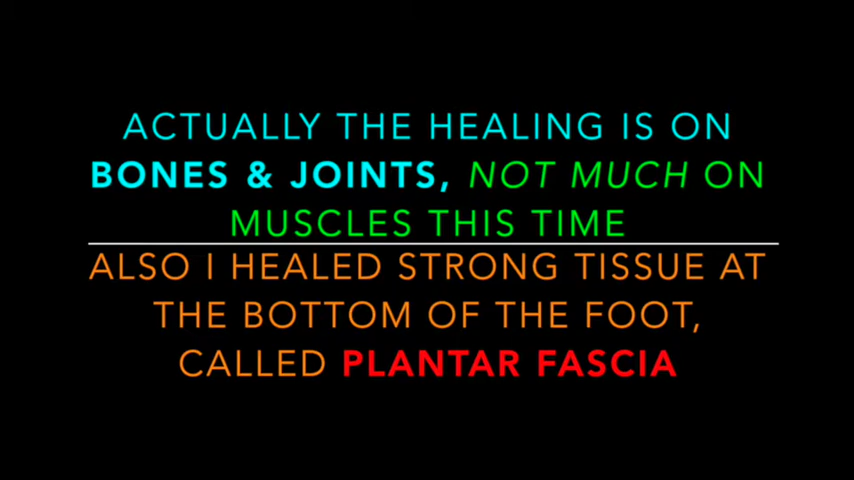 ACTUALLY THE HEALING IS ON
BONES & JOINTS, NOT MUCH ON
MUSCLES THIS TIME
ALSO I HEALED STRONG TISSUE AT
THE BOTTOM OF THE FOOT,
CALLED PLANTAR FASCIA